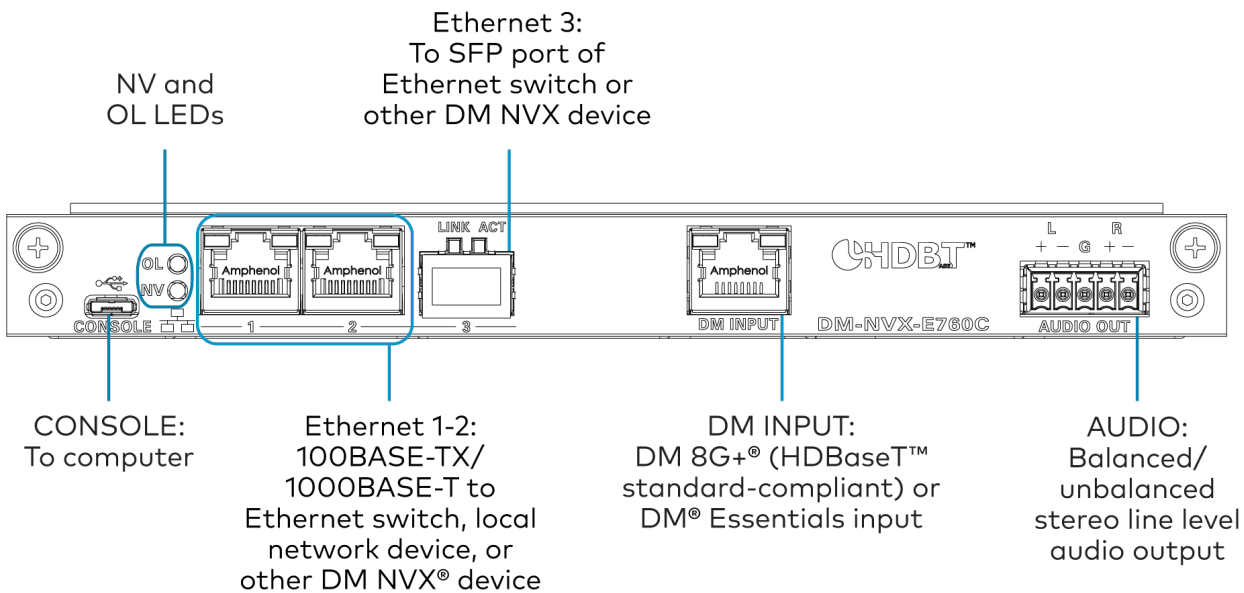 Ethernet 3:
To SFP port of
Ethernet switch or
other DM NVX device
NV and
OL LEDs
LINK ACT
L R
+ − G + −
OL
NV
Amphenol
Amphenol
Amphenol
HDBT™
CONSOLE
1
2
3
DM INPUT
DM-NVX-E760C
AUDIO OUT
CONSOLE:
To computer
Ethernet 1-2:
100BASE-TX/
1000BASE-T to
Ethernet switch, local
network device, or
other DM NVX® device
DM INPUT:
DM 8G+® (HDBaseT™
standard-compliant) or
DM® Essentials input
AUDIO:
Balanced/
unbalanced
stereo line level
audio output